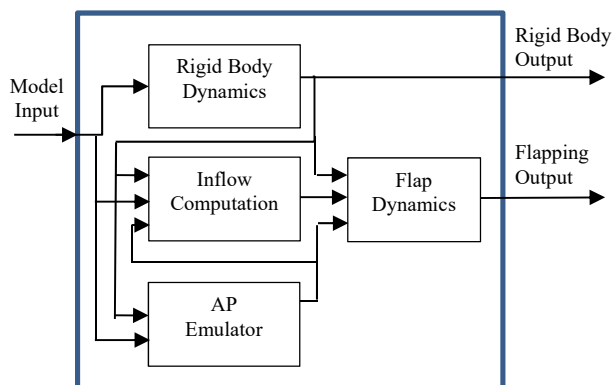 Model
Input
Rigid Body
Dynamics
Rigid Body
Output
Inflow
Computation
Flap
Dynamics
Flapping
Output
AP
Emulator